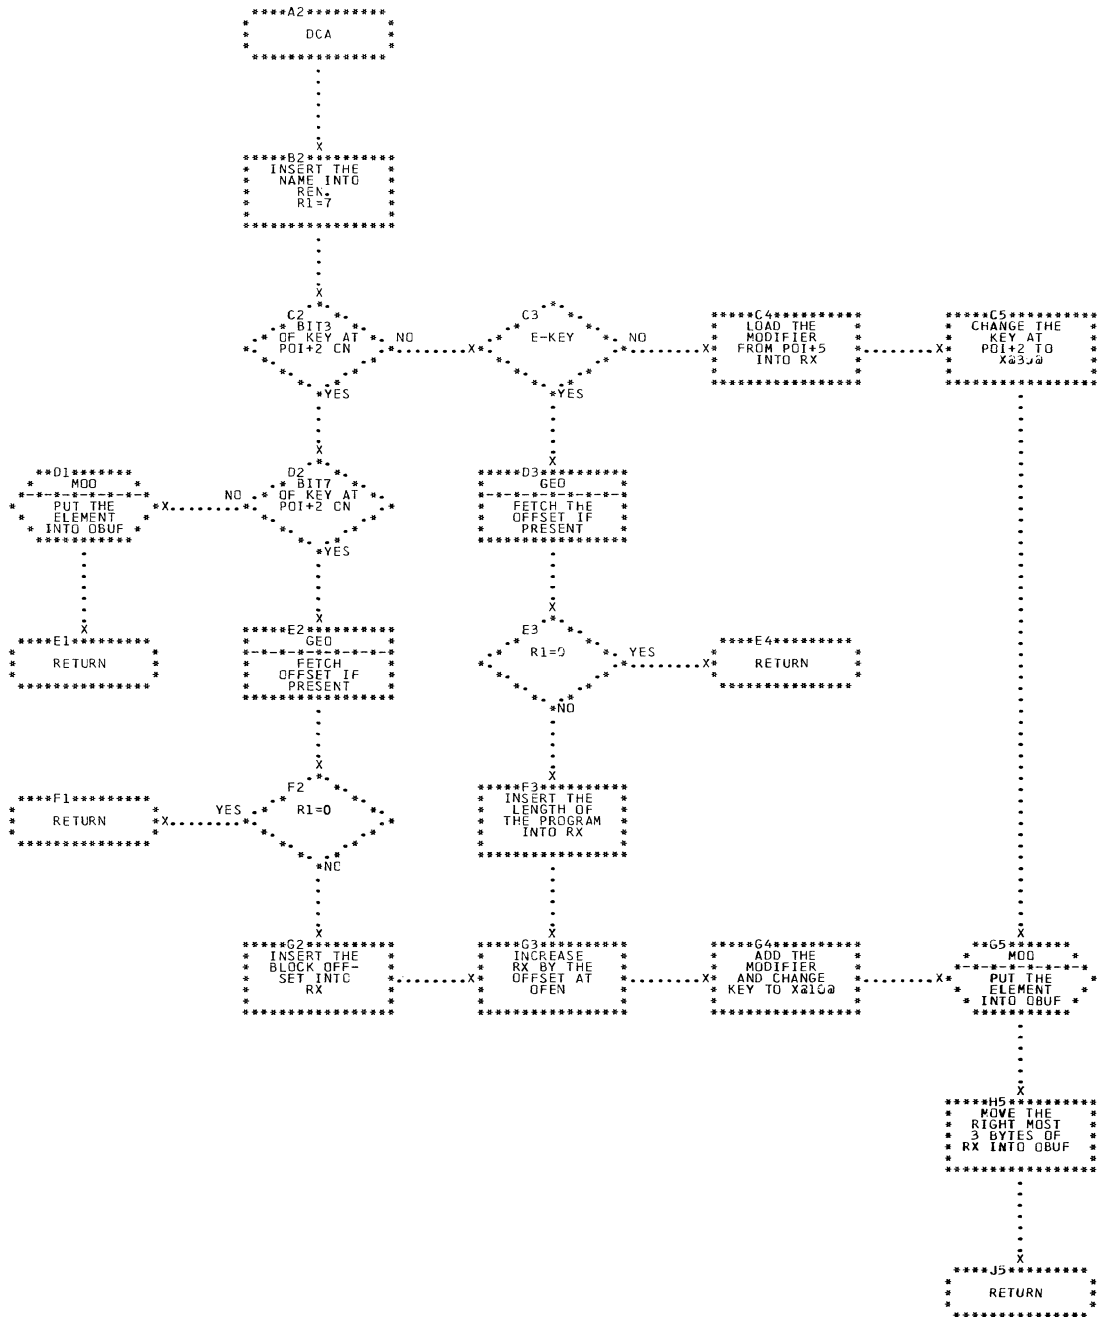 A2
DCA
B2
INSERT THE
NAME INTO
REN.
R1=7
C2
BIT3
OF KEY AT
POI+2 CN
NO
YES
C3
E-KEY
NO
YES
C4
LOAD THE
MODIFIER
FROM POI+5
INTO RX
C5
CHANGE THE
KEY AT
POI+2 TO
D1
MOO
PUT THE
ELEMENT
INTO OBUF
D2
BIT7
OF KEY AT
POI+2 CN
NO
YES
D3
GEO
FETCH THE
OFFSET IF
PRESENT
E1
RETURN
E2
GEO
FETCH
OFFSET IF
PRESENT
E3
R1=0
YES
NO
E4
RETURN
F1
RETURN
F2
R1=0
YES
NO
F3
INSERT THE
LENGTH OF
THE PROGRAM
INTO RX
G2
INSERT THE
BLOCK OFF-
SET INTO
RX
G3
INCREASE
RX BY THE
OFFSET AT
OFEN
G4
ADD THE
MODIFIER
AND CHANGE
KEY TO
G5
MOO
PUT THE
ELEMENT
INTO OBUF
H5
MOVE THE
RIGHT MOST
3 BYTES OF
RX INTO OBUF
J5
RETURN